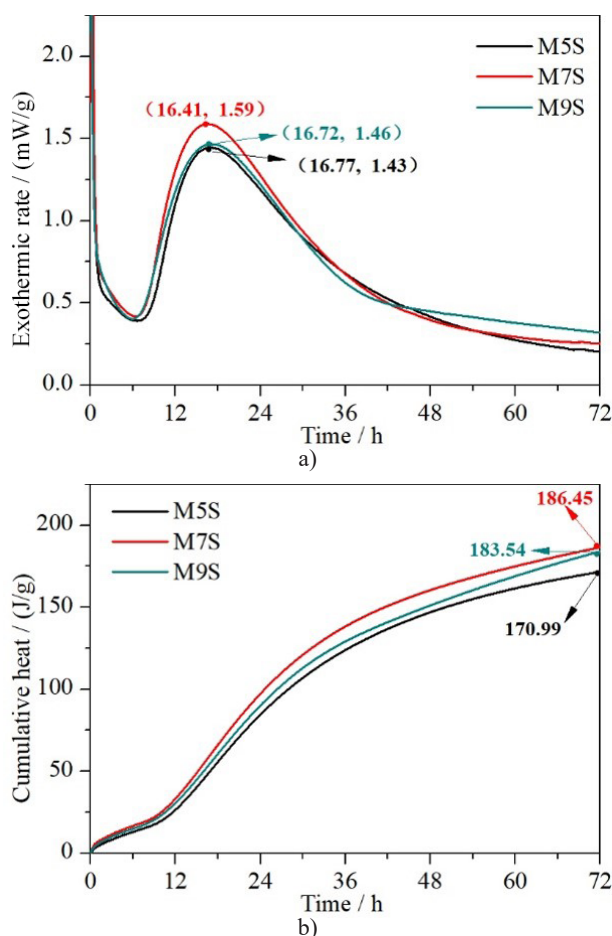 2.0
1.5
1.0
0.5
0.0
Exothermic rate / (mW/g)
M5S
M7S
M9S
（16.41, 1.59）
（16.72, 1.46）
（16.77, 1.43）
0 12 24 36 48 60 72
Time / h
a)
200
150
100
50
0
Cumulative heat / (J/g)
M5S
M7S
M9S
186.45
183.54
170.99
0 12 24 36 48 60 72
Time / h
b)